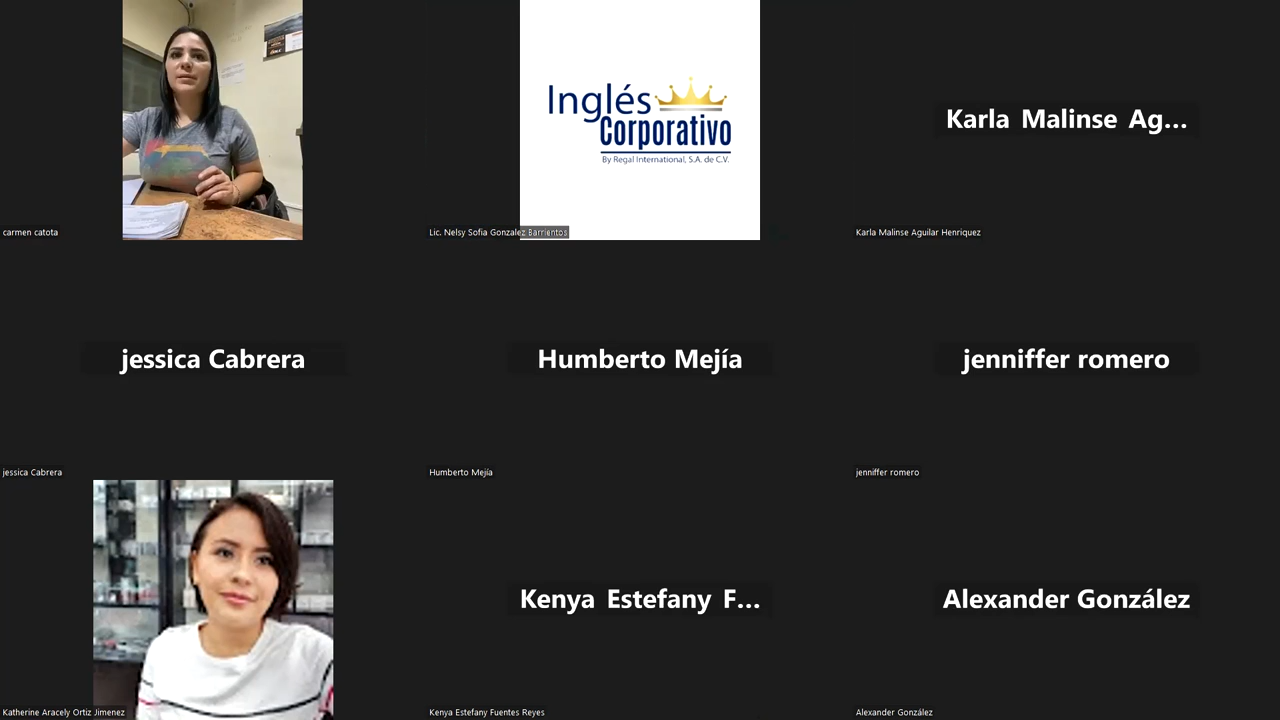 carmen catota
Inglés
Corporativo
By Regal International, S.A. de C.V.
Lic. Nelsy Sofia Gonzalez Barrientos
Karla Malinse Ag...
Karla Malinse Aguilar Henriquez
jessica Cabrera
jessica Cabrera
Humberto Mejía
Humberto Mejía
jenniffer romero
jenniffer romero
Katherine Aracely Ortiz Jimenez
Kenya Estefany F...
Kenya Estefany Fuentes Reyes
Alexander González
Alexander González